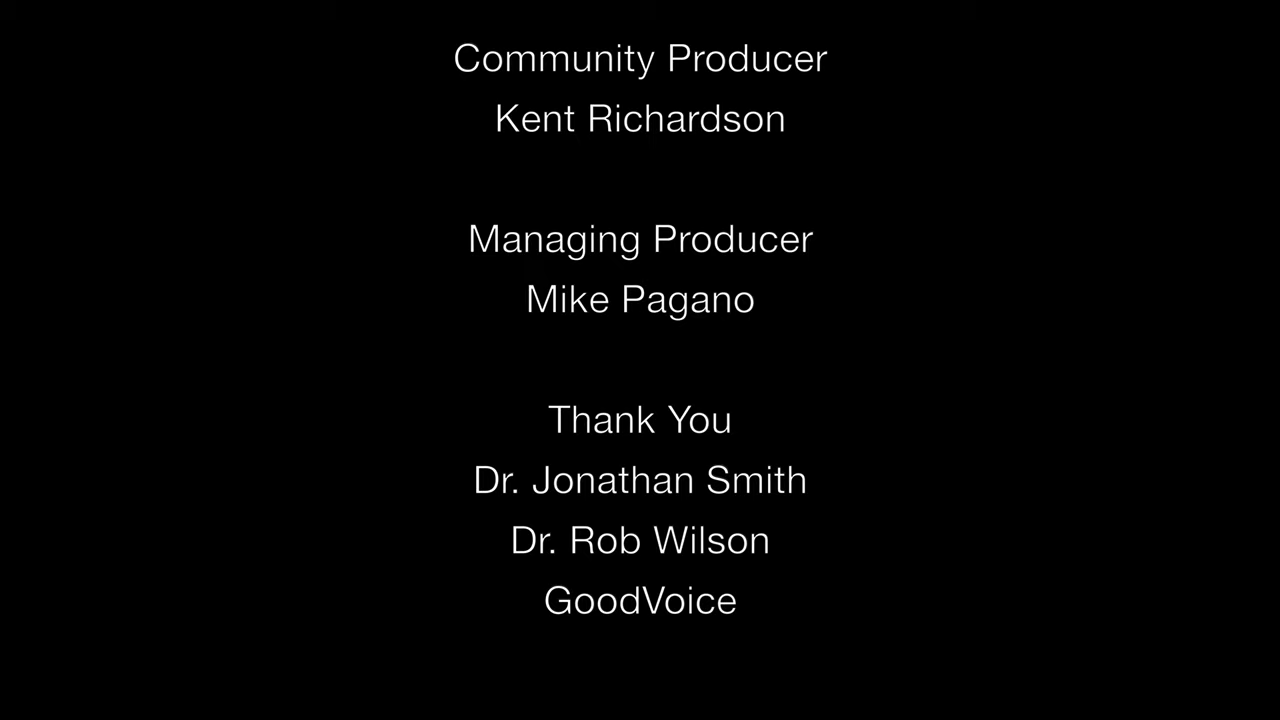 Community Producer
Kent Richardson
Managing Producer
Mike Pagano
Thank You
Dr. Jonathan Smith
Dr. Rob Wilson
GoodVoice